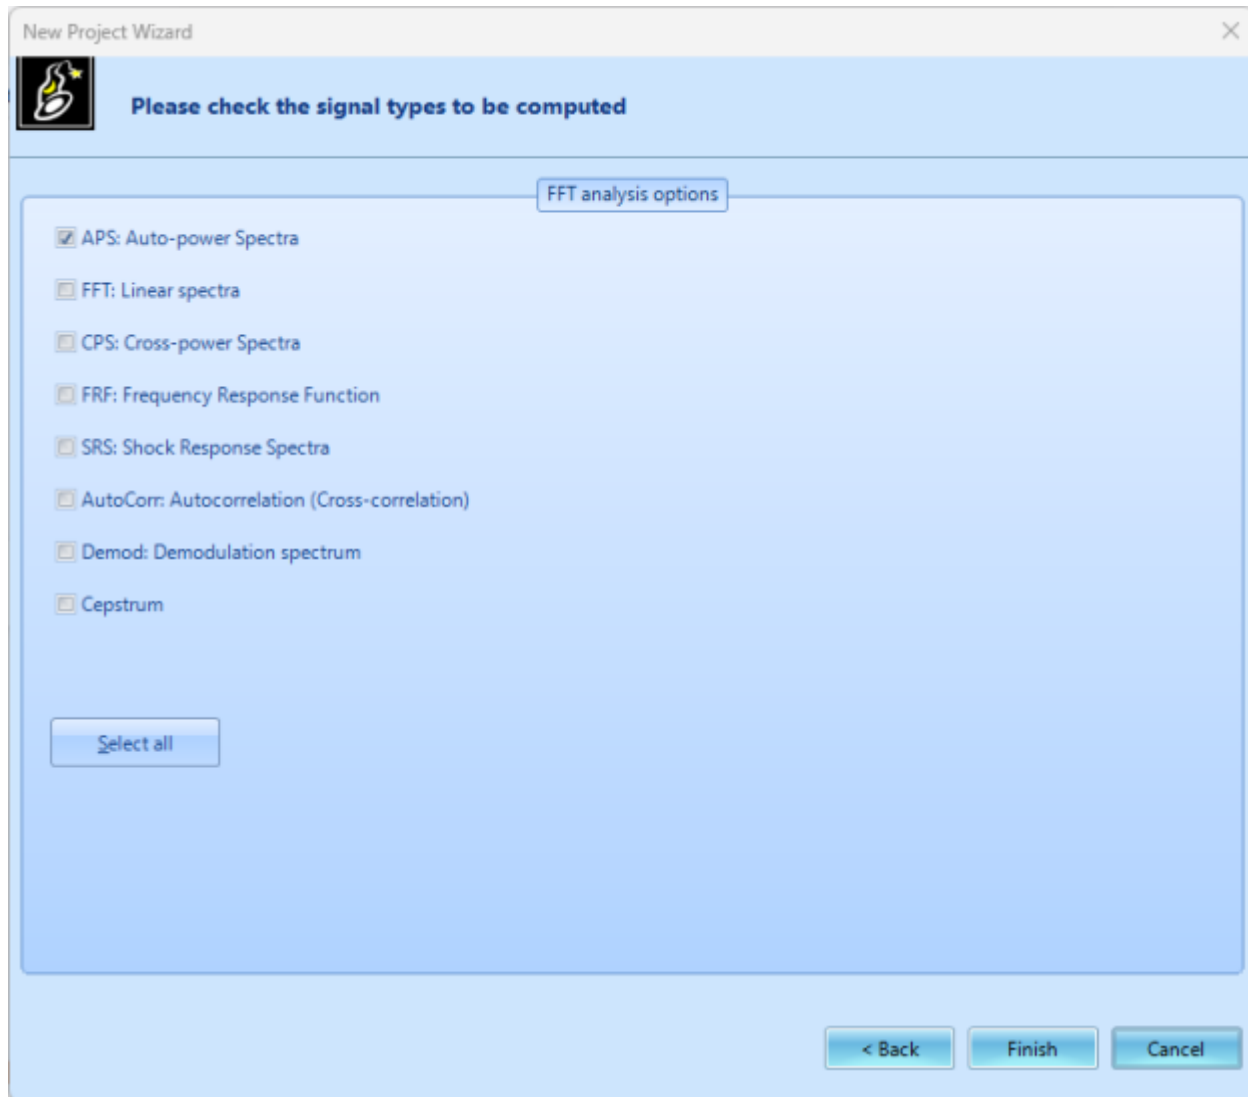 New Project Wizard
Please check the signal types to be computed
FFT analysis options
APS: Auto-power Spectra
FFT: Linear spectra
CPS: Cross-power Spectra
FRF: Frequency Response Function
SRS: Shock Response Spectra
AutoCorr: Autocorrelation (Cross-correlation)
Demod: Demodulation spectrum
Cepstrum
Select all
< Back Finish Cancel